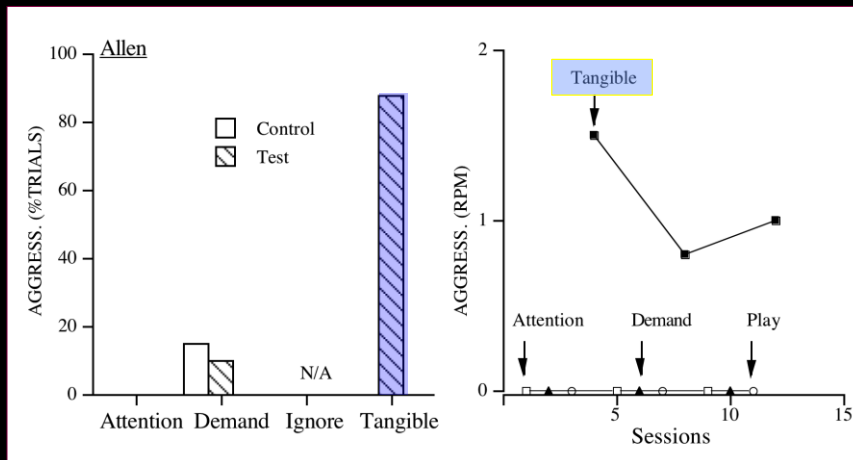 Allen
100
80
60
40
20
0
AGGRESS. (%TRIALS)
Control
Test
N/A
Attention Demand Ignore Tangible
2
1
0
AGGRESS. (RPM)
Tangible
Attention Demand Play
5 10 15
Sessions